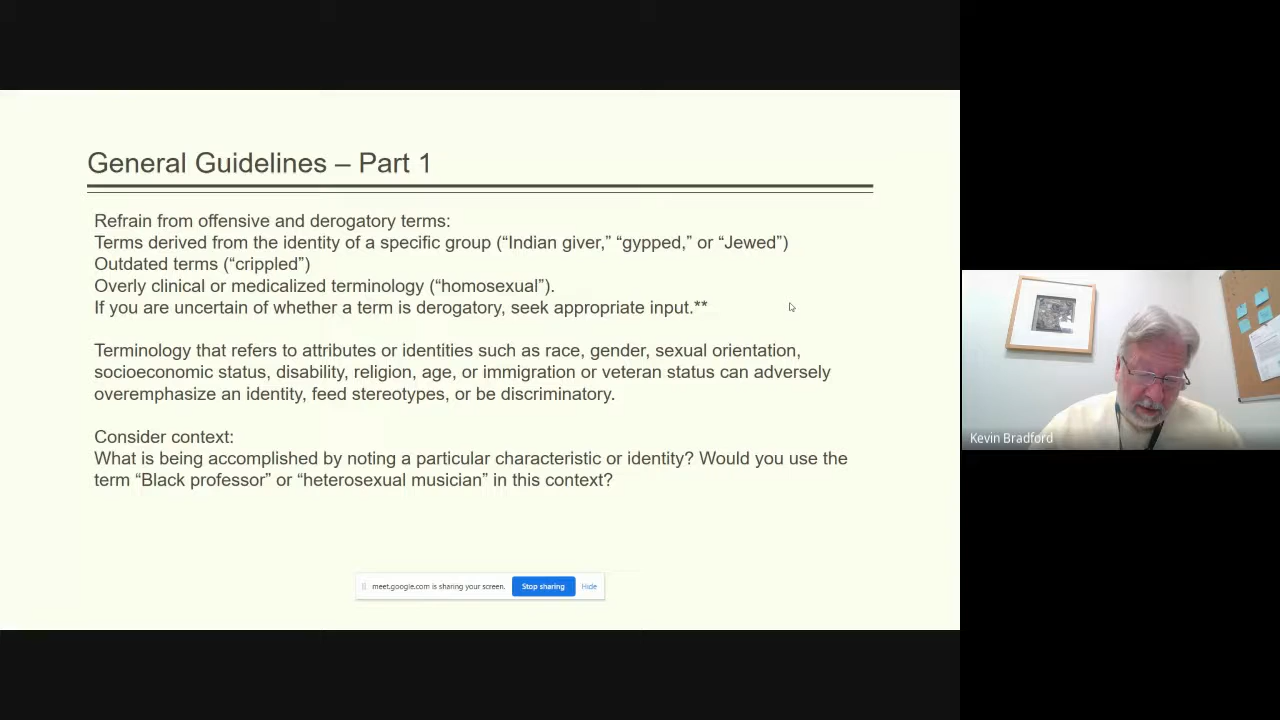 General Guidelines – Part 1
Refrain from offensive and derogatory terms:
Terms derived from the identity of a specific group (“Indian giver,” “gypped,” or “Jewed”)
Outdated terms (“crippled”)
Overly clinical or medicalized terminology (“homosexual”).
If you are uncertain of whether a term is derogatory, seek appropriate input.**
Terminology that refers to attributes or identities such as race, gender, sexual orientation,
socioeconomic status, disability, religion, age, or immigration or veteran status can adversely
overemphasize an identity, feed stereotypes, or be discriminatory.
Consider context:
What is being accomplished by noting a particular characteristic or identity? Would you use the
term “Black professor” or “heterosexual musician” in this context?
meet.google.com is sharing your screen.
Stop sharing
Hide
Kevin Bradford